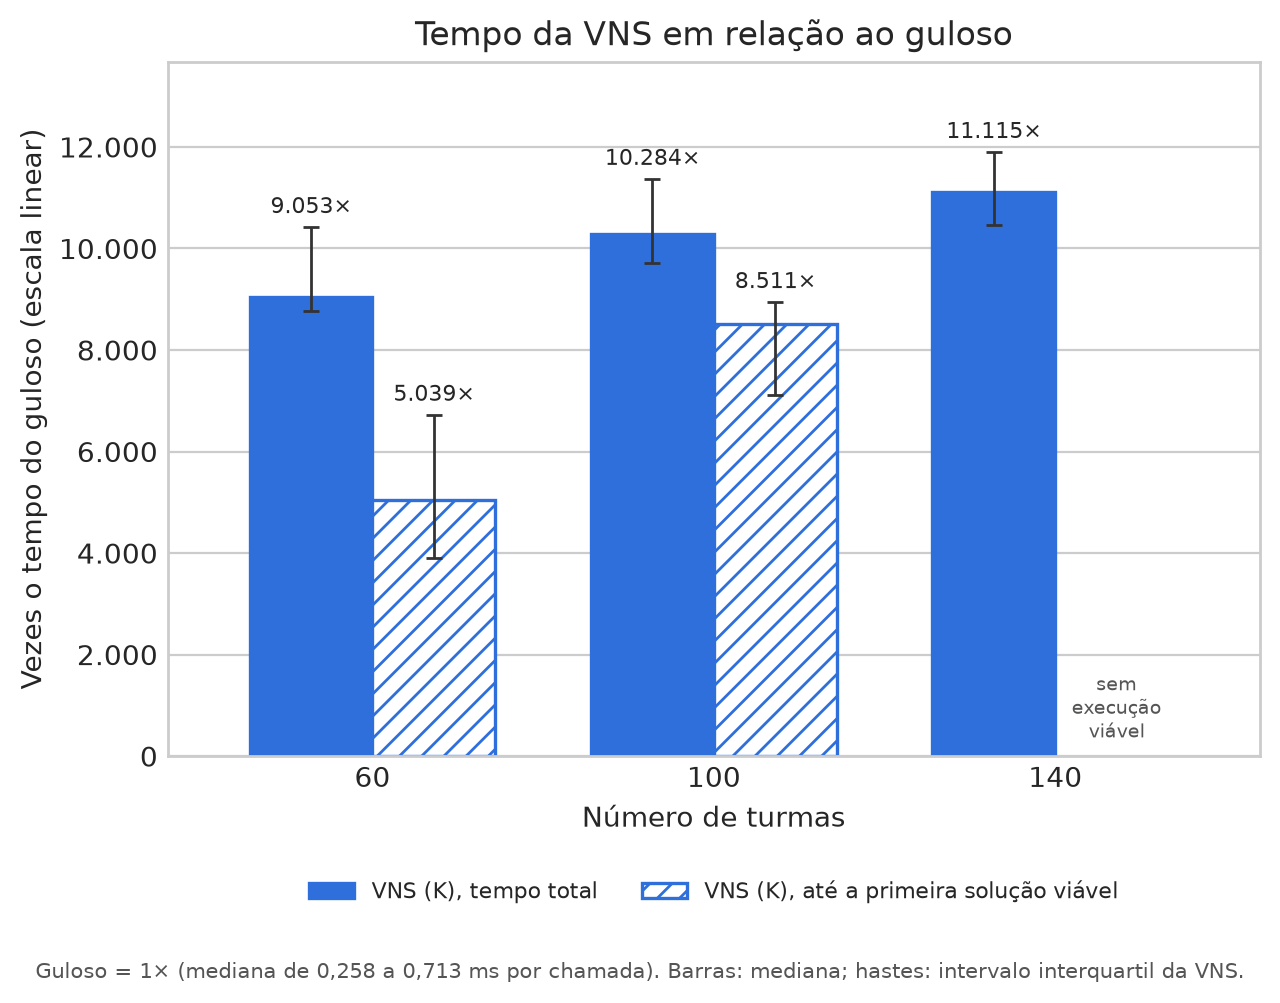 Tempo da VNS em relação ao guloso
Vezes o tempo do guloso (escala linear)
12.000
10.000
8.000
6.000
4.000
2.000
0
9.053×
5.039×
10.284×
8.511×
11.115×
sem
execução
viável
60
100
140
Número de turmas
VNS (K), tempo total
VNS (K), até a primeira solução viável
Guloso = 1× (mediana de 0,258 a 0,713 ms por chamada). Barras: mediana; hastes: intervalo interquartil da VNS.